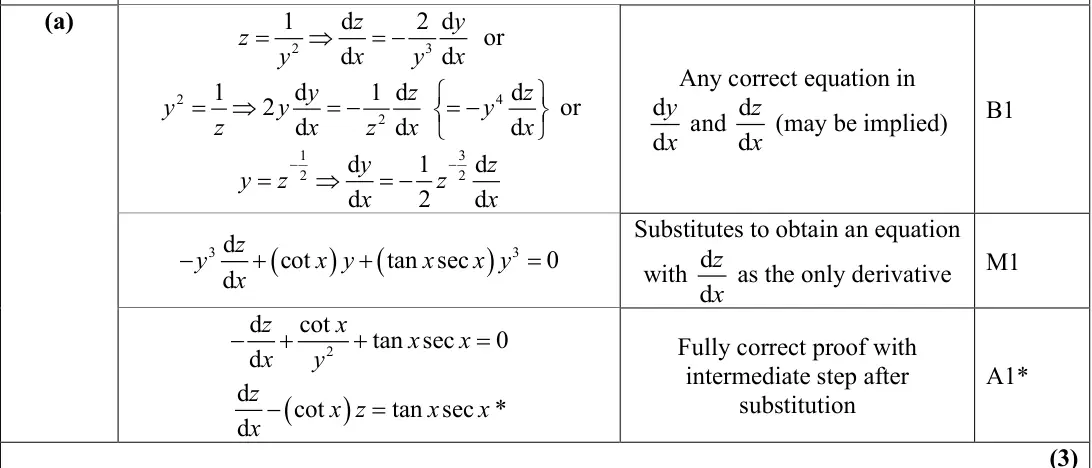 (a)
z = 1/y² ⇒ dz/dx = −2/y³ dy/dx or
y² = 1/z ⇒ 2y dy/dx = −1/z² dz/dx {= −y⁴ dz/dx} or
y = z^(−1/2) ⇒ dy/dx = −1/2 z^(−3/2) dz/dx
Any correct equation in
dy/dx and dz/dx (may be implied)
B1
−y³ dz/dx + (cot x) y + (tan x sec x) y³ = 0
Substitutes to obtain an equation
with dz/dx as the only derivative
M1
−dz/dx + cot x/y² + tan x sec x = 0
dz/dx − (cot x) z = tan x sec x *
Fully correct proof with
intermediate step after
substitution
A1*
(3)